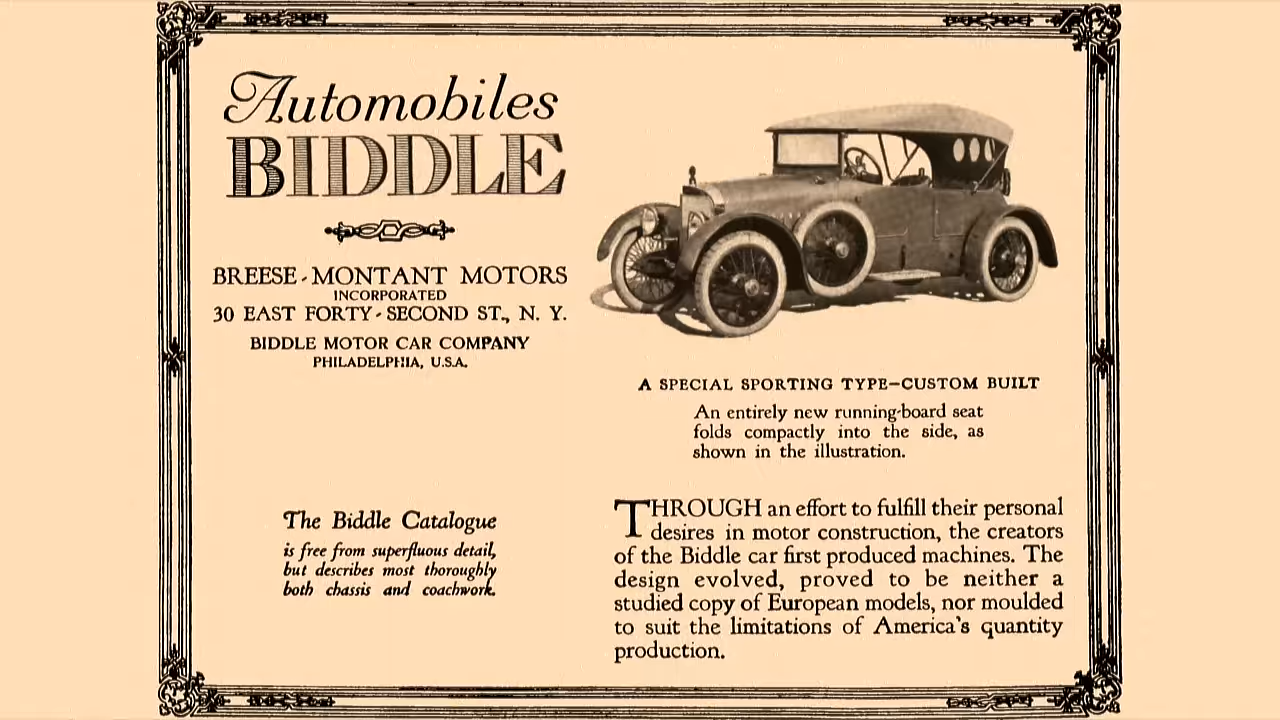 Automobiles
BIDDLE
BREESE-MONTANT MOTORS
INCORPORATED
30 EAST FORTY-SECOND ST., N. Y.
BIDDLE MOTOR CAR COMPANY
PHILADELPHIA, U.S.A.
A SPECIAL SPORTING TYPE—CUSTOM BUILT
An entirely new running-board seat
folds compactly into the side, as
shown in the illustration.
The Biddle Catalogue
is free from superfluous detail,
but describes most thoroughly
both chassis and coachwork.
THROUGH an effort to fulfill their personal
desires in motor construction, the creators
of the Biddle car first produced machines. The
design evolved, proved to be neither a
studied copy of European models, nor moulded
to suit the limitations of America's quantity
production.